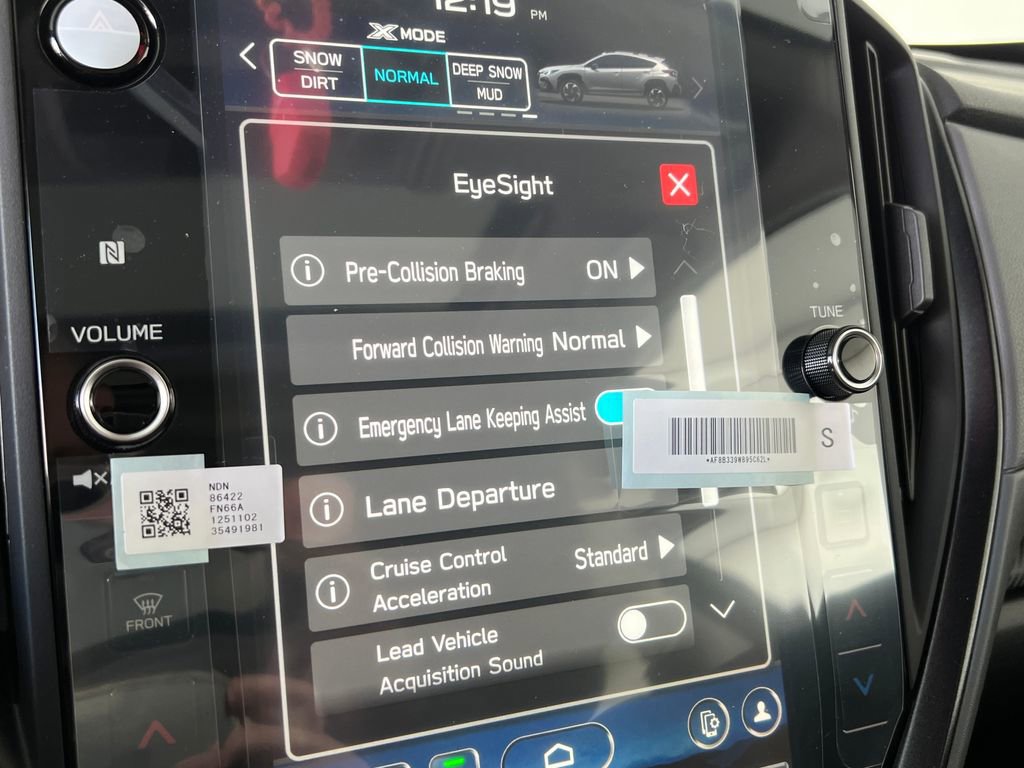 12:19 PM
X MODE
SNOW
DIRT
NORMAL
DEEP SNOW
MUD
EyeSight
Pre-Collision Braking ON
VOLUME
TUNE
Forward Collision Warning Normal
Emergency Lane Keeping Assist
*AF8B339W895C62L*
S
Lane Departure
NDN
86422
FN66A
1251102
35491981
Cruise Control
Acceleration
Standard
FRONT
Lead Vehicle
Acquisition Sound